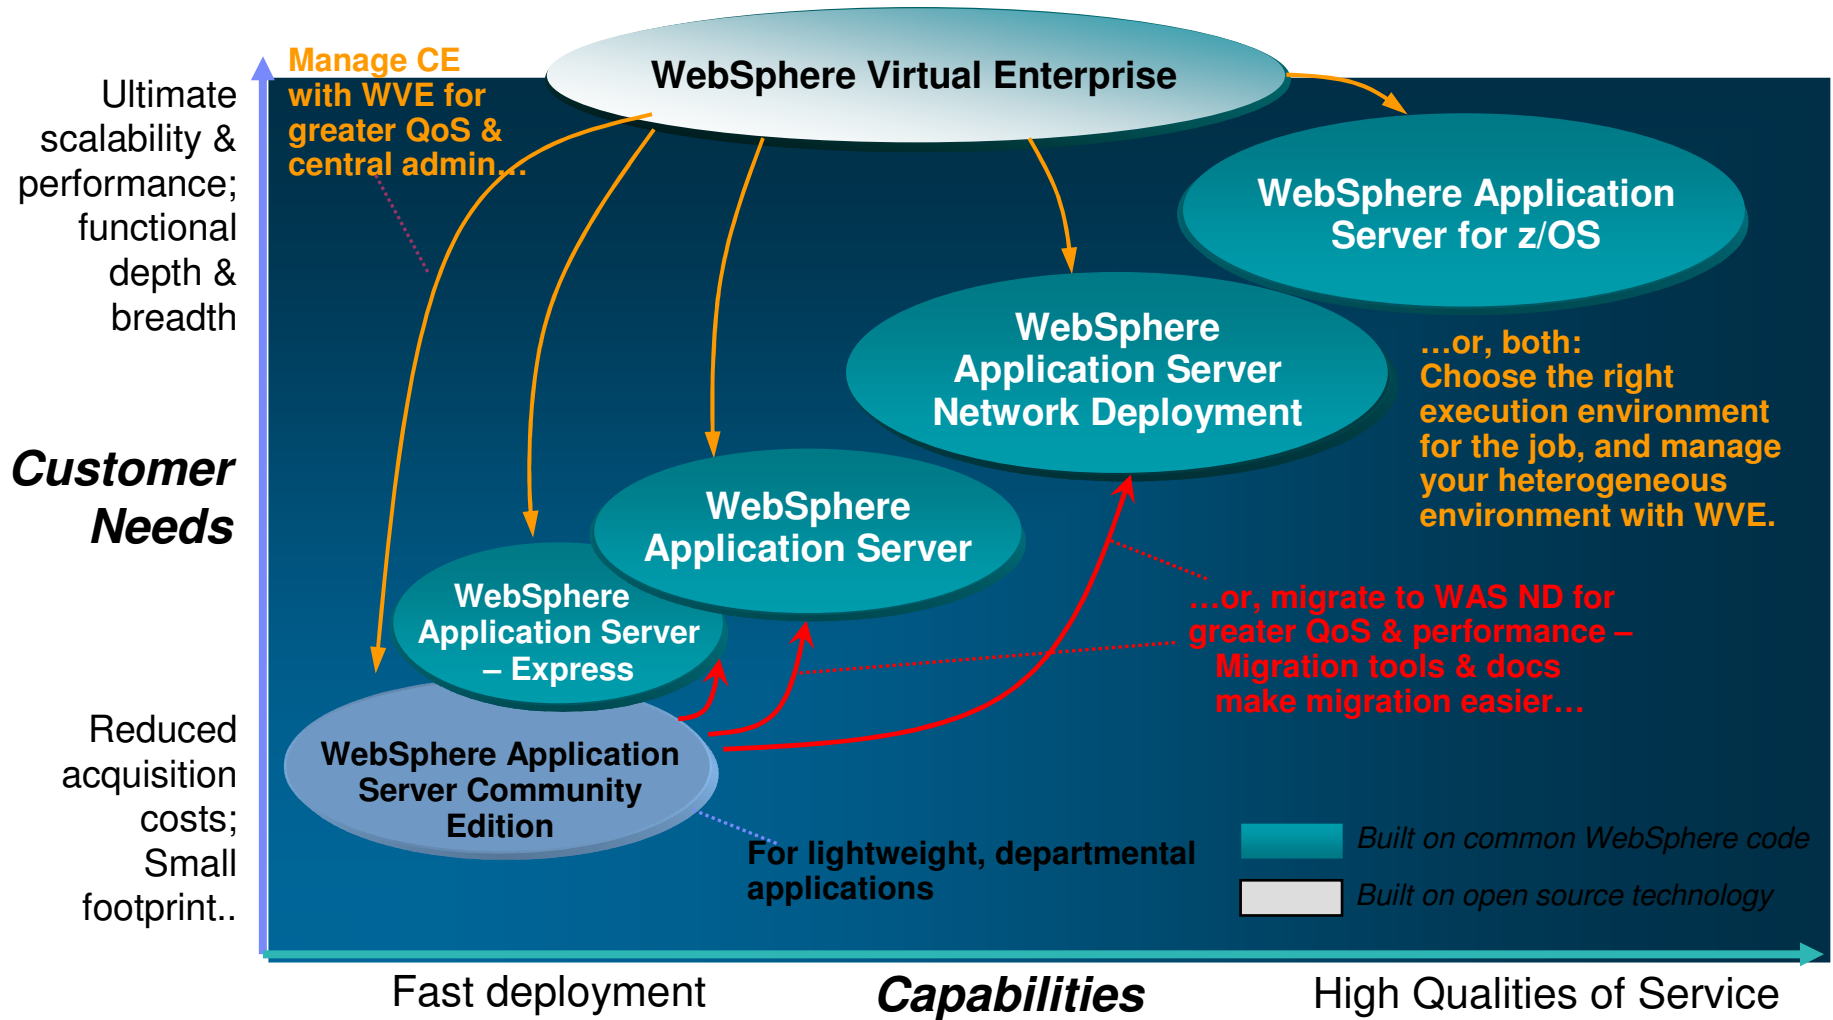 WebSphere Virtual Enterprise
Manage CE
with WVE for
greater QoS &
central admin…
Ultimate
scalability &
performance;
functional
depth &
breadth
WebSphere Application
Server for z/OS
WebSphere
Application Server
Network Deployment
…or, both:
Choose the right
execution environment
for the job, and manage
your heterogeneous
environment with WVE.
Customer
Needs
WebSphere
Application Server
WebSphere
Application Server
– Express
…or, migrate to WAS ND for
greater QoS & performance –
Migration tools & docs
make migration easier…
Reduced
acquisition
costs;
Small
footprint..
WebSphere Application
Server Community
Edition
For lightweight, departmental
applications
Built on common WebSphere code
Built on open source technology
Fast deployment
Capabilities
High Qualities of Service